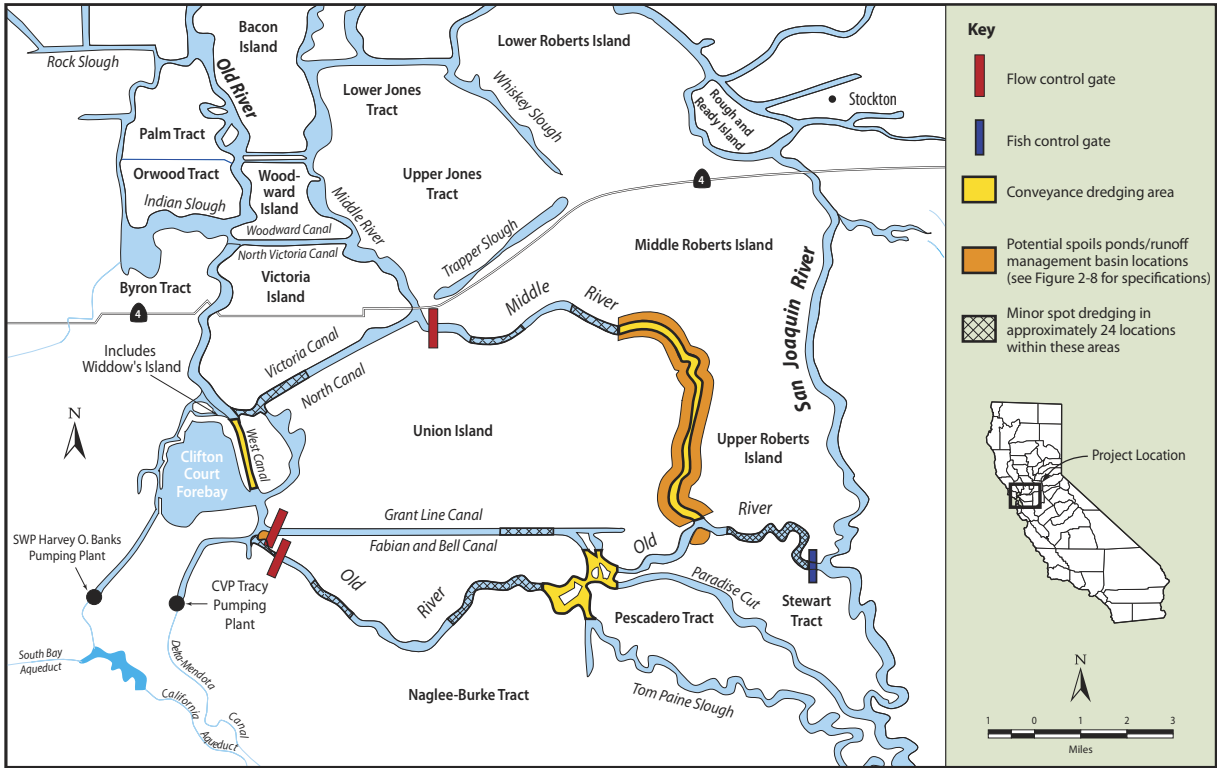 Bacon
Island
Lower Roberts Island
Rock Slough
Old River
Lower Jones
Tract
Whiskey Slough
Rough and
Ready Island
Stockton
Palm Tract
Orwood Tract
Wood-
ward
Island
Upper Jones
Tract
4
Indian Slough
Woodward Canal
Middle River
North Victoria Canal
Trapper Slough
Middle Roberts Island
Byron Tract
Victoria
Island
4
Middle River
San Joaquin River
Includes
Widdow's Island
Victoria Canal
North Canal
N
West Canal
Union Island
Clifton
Court
Forebay
Upper Roberts
Island
Grant Line Canal
Fabian and Bell Canal
Old River
SWP Harvey O. Banks
Pumping Plant
CVP Tracy
Pumping
Plant
Old River
Paradise Cut
Pescadero Tract
Stewart
Tract
South Bay
Aqueduct
Delta-Mendota
Canal
California
Aqueduct
Naglee-Burke Tract
Tom Paine Slough
Key
Flow control gate
Fish control gate
Conveyance dredging area
Potential spoils ponds/runoff
management basin locations
(see Figure 2-8 for specifications)
Minor spot dredging in
approximately 24 locations
within these areas
Project Location
N
1 0 1 2 3
Miles